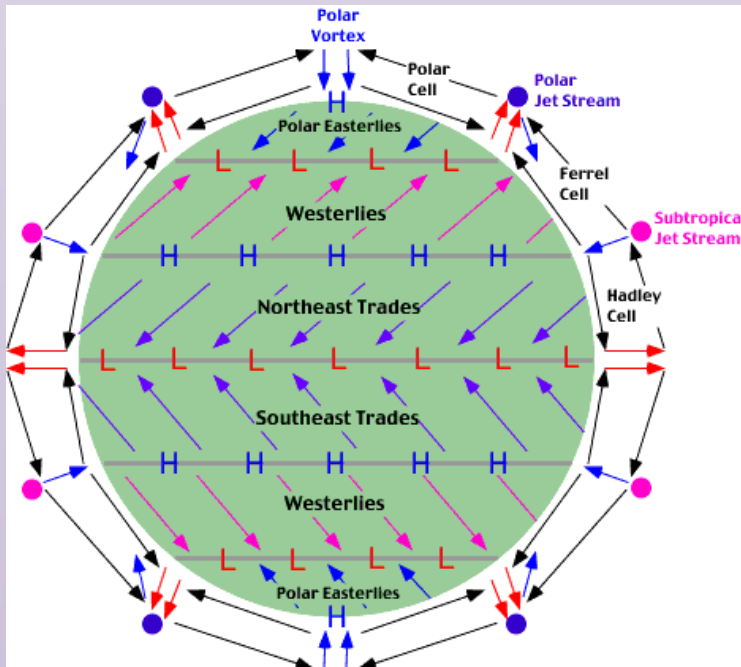 Polar
Vortex
Polar
Cell
Polar
Jet Stream
H
Polar Easterlies
L L L L
Ferrel
Cell
Westerlies
Subtropica
Jet Stream
H H H H H
Hadley
Cell
Northeast Trades
L L L L L L L
Southeast Trades
H H H H H
Westerlies
L L L L
Polar Easterlies
H